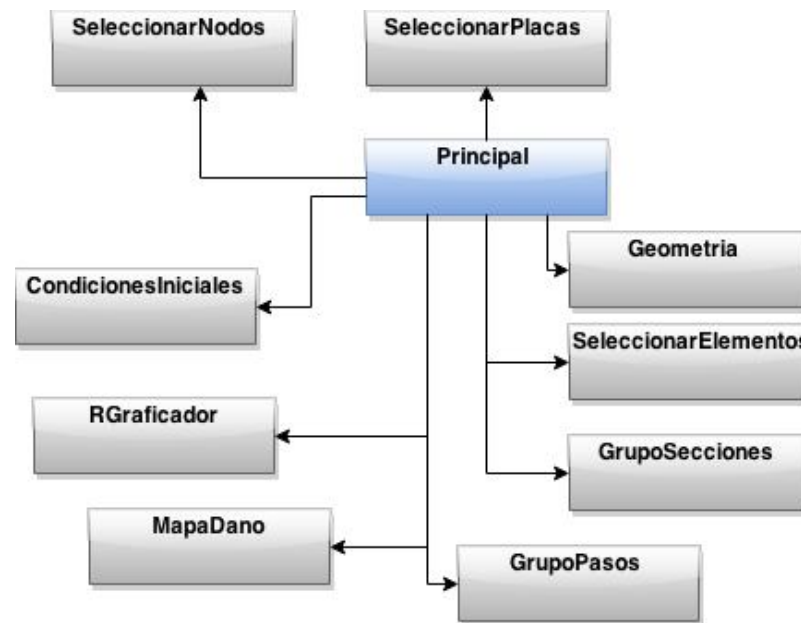 SeleccionarNodos
SeleccionarPlacas
Principal
Geometria
CondicionesIniciales
SeleccionarElementos
RGraficador
GrupoSecciones
MapaDano
GrupoPasos